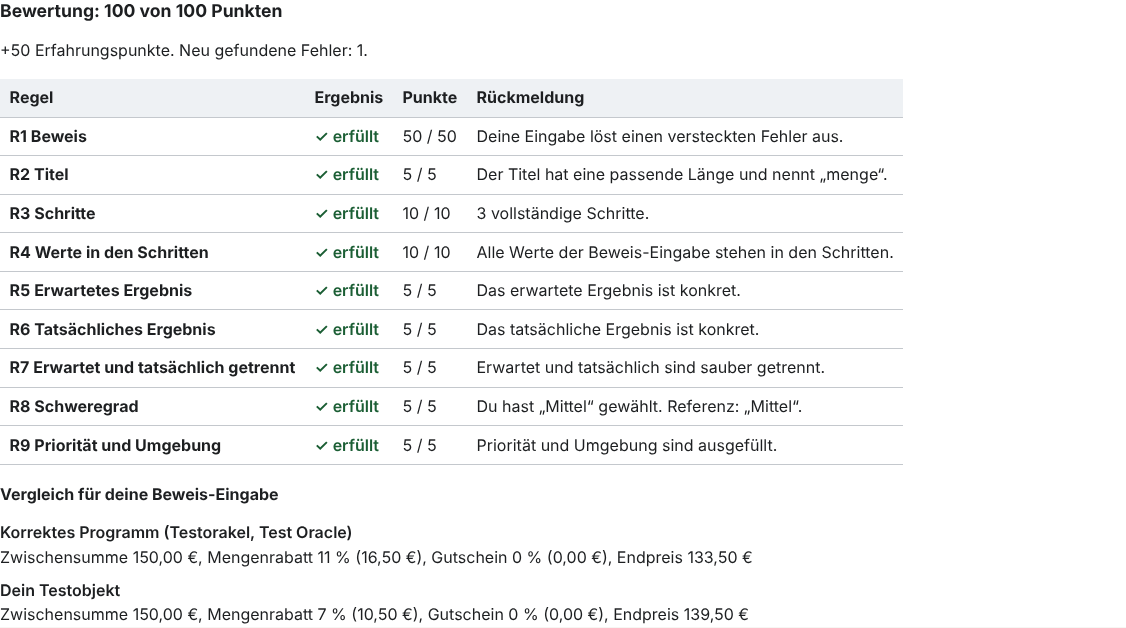 Bewertung: 100 von 100 Punkten
+50 Erfahrungspunkte. Neu gefundene Fehler: 1.
Regel Ergebnis Punkte Rückmeldung
R1 Beweis ✓ erfüllt 50 / 50 Deine Eingabe löst einen versteckten Fehler aus.
R2 Titel ✓ erfüllt 5 / 5 Der Titel hat eine passende Länge und nennt „menge“.
R3 Schritte ✓ erfüllt 10 / 10 3 vollständige Schritte.
R4 Werte in den Schritten ✓ erfüllt 10 / 10 Alle Werte der Beweis-Eingabe stehen in den Schritten.
R5 Erwartetes Ergebnis ✓ erfüllt 5 / 5 Das erwartete Ergebnis ist konkret.
R6 Tatsächliches Ergebnis ✓ erfüllt 5 / 5 Das tatsächliche Ergebnis ist konkret.
R7 Erwartet und tatsächlich getrennt ✓ erfüllt 5 / 5 Erwartet und tatsächlich sind sauber getrennt.
R8 Schweregrad ✓ erfüllt 5 / 5 Du hast „Mittel“ gewählt. Referenz: „Mittel“.
R9 Priorität und Umgebung ✓ erfüllt 5 / 5 Priorität und Umgebung sind ausgefüllt.
Vergleich für deine Beweis-Eingabe
Korrektes Programm (Testorakel, Test Oracle)
Zwischensumme 150,00 €, Mengenrabatt 11 % (16,50 €), Gutschein 0 % (0,00 €), Endpreis 133,50 €
Dein Testobjekt
Zwischensumme 150,00 €, Mengenrabatt 7 % (10,50 €), Gutschein 0 % (0,00 €), Endpreis 139,50 €